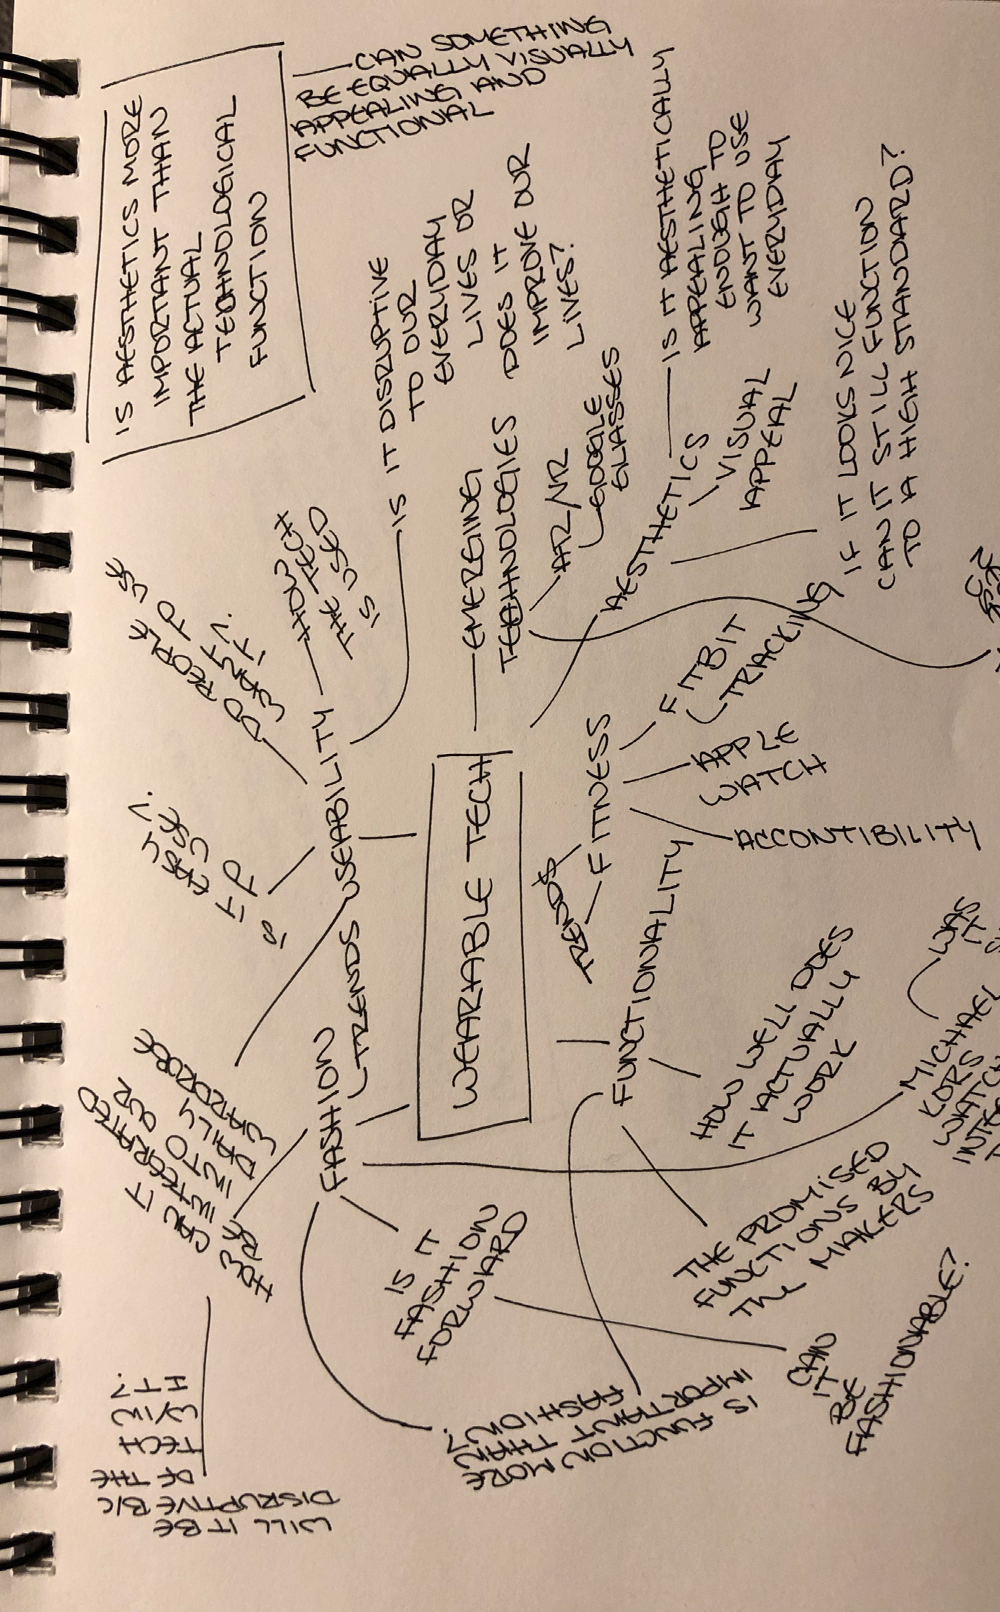 IS AESTHETICS MORE
IMPORTANT THAN
THE ACTUAL
TECHNOLOGICAL
FUNCTION
CAN SOMETHING
BE EQUALLY VISUALLY
APPEALING AND
FUNCTIONAL
WEARABLE TECH
EMERGING
TECHNOLOGIES
AR/VR
GOOGLE
GLASSES
AESTHETICS
IS IT AESTHETICALLY
APPEALING
ENOUGH TO
WANT TO USE
EVERYDAY
VISUAL
APPEAL
IF IT LOOKS NICE
CAN IT STILL FUNCTION
TO A HIGH STANDARD?
USEABILITY
DO PEOPLE
WANT TO USE
IT?
HOW
THE TECH
IS USED
IS IT DISRUPTIVE
TO OUR
EVERYDAY
LIVES OR
DOES IT
IMPROVE OUR
LIVES?
IS IT EASY
TO
USE?
FITNESS
TRENDS
FITBIT
TRACKING
APPLE
WATCH
ACCONTIBILITY
FUNCTIONALITY
HOW WELL DOES
IT ACTUALLY
WORK
THE PROMISED
FUNCTIONS BY
THE MAKERS
IS FUNCTION MORE
IMPORTANT THAN
FASHION?
FASHION
TRENDS
HOW CAN IT
BE INTEGRATED
INTO OUR
DAILY
WARDROBE
WILL IT BE
DISRUPTIVE B/C
OF THE
TECH
W/IN
IT?
IS IT
FASHION
FORWARD
CAN
IT
BE
FASHIONABLE?
MICHAEL
KORS
WATCH
WAS
IT